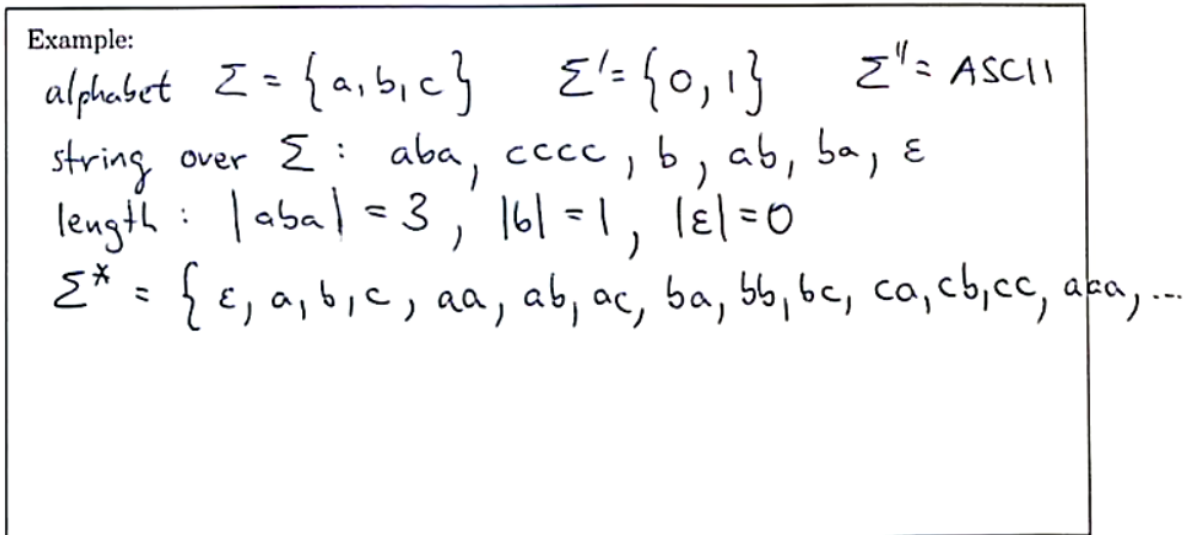 Example:
alphabet Σ = {a, b, c} Σ' = {0, 1} Σ'' = ASCII
string over Σ : aba, cccc, b, ab, ba, ε
length : |aba| = 3, |b| = 1, |ε| = 0
Σ* = {ε, a, b, c, aa, ab, ac, ba, bb, bc, ca, cb, cc, aaa, ...